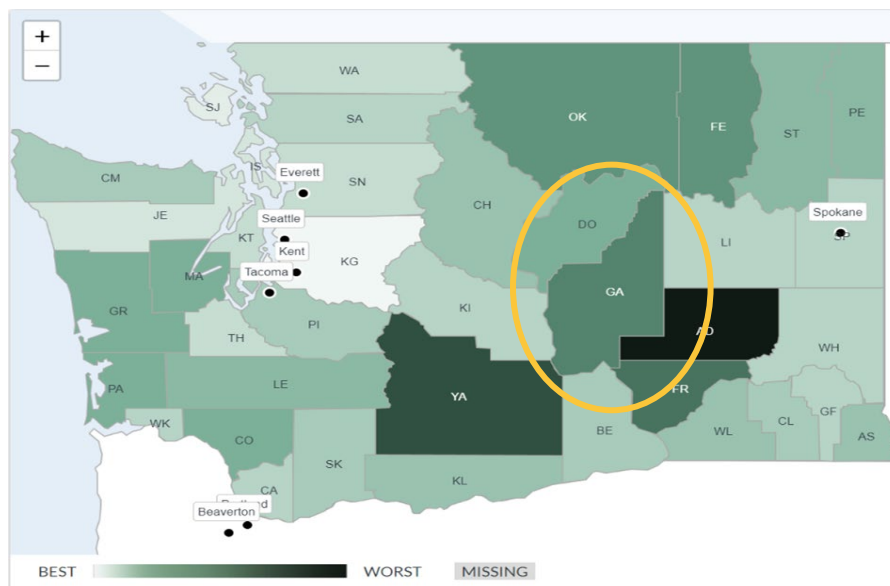 +
−
WA
OK
FE
ST
PE
SJ
SA
IS
Everett
SN
CM
CH
JE
Seattle
KT
DO
LI
Spokane
SP
Kent
KG
MA
Tacoma
GA
GR
PI
KI
AD
TH
WH
PA
LE
YA
FR
WK
CO
BE
WL
CL
GF
AS
SK
KL
CA
Portland
Beaverton
BEST
WORST
MISSING